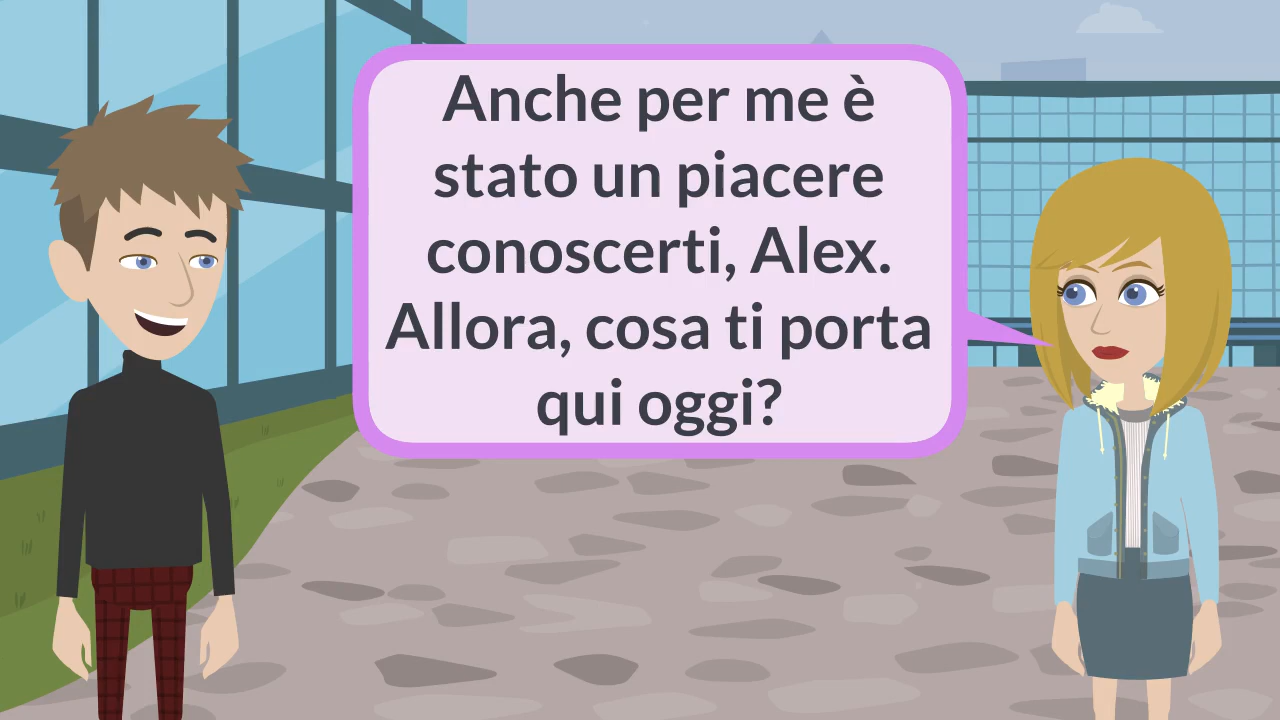 Anche per me è
stato un piacere
conoscerti, Alex.
Allora, cosa ti porta
qui oggi?